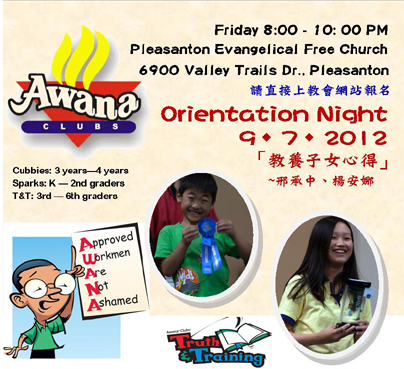 Friday 8:00 - 10: 00 PM
Pleasanton Evangelical Free Church
6900 Valley Trails Dr., Pleasanton
請直接上教會網站報名
Awana
CLUBS
Orientation Night
9 • 7 • 2012
「教養子女心得」
~邢承中、楊安娜
Cubbies: 3 years—4 years
Sparks: K — 2nd graders
T&T: 3rd — 6th graders
Approved
Workmen
Are
Not
Ashamed
Awana Clubs
Truth
& Training